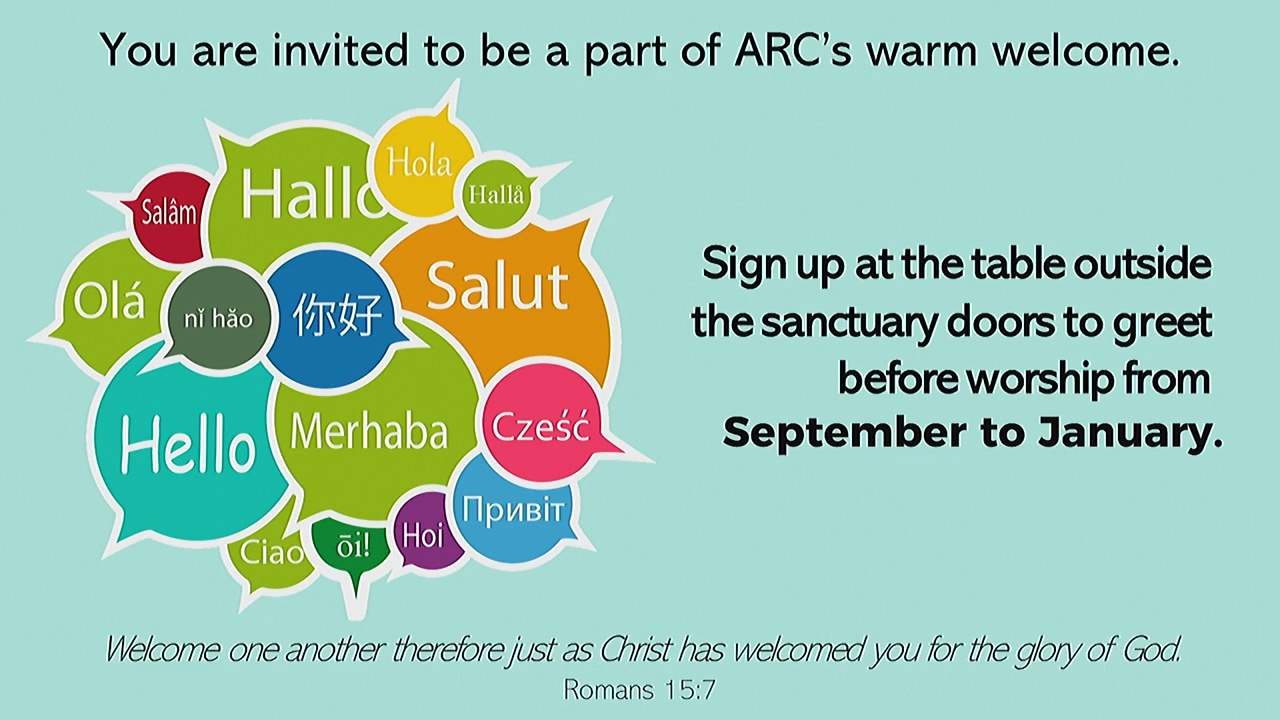 You are invited to be a part of ARC's warm welcome.
Hola
Hallo
Hallå
Salâm
Salut
Olá
nǐ hǎo
你好
Hello
Merhaba
Cześć
Привіт
Hoi
ōi!
Ciao
Sign up at the table outside
the sanctuary doors to greet
before worship from
September to January.
Welcome one another therefore just as Christ has welcomed you for the glory of God.
Romans 15:7